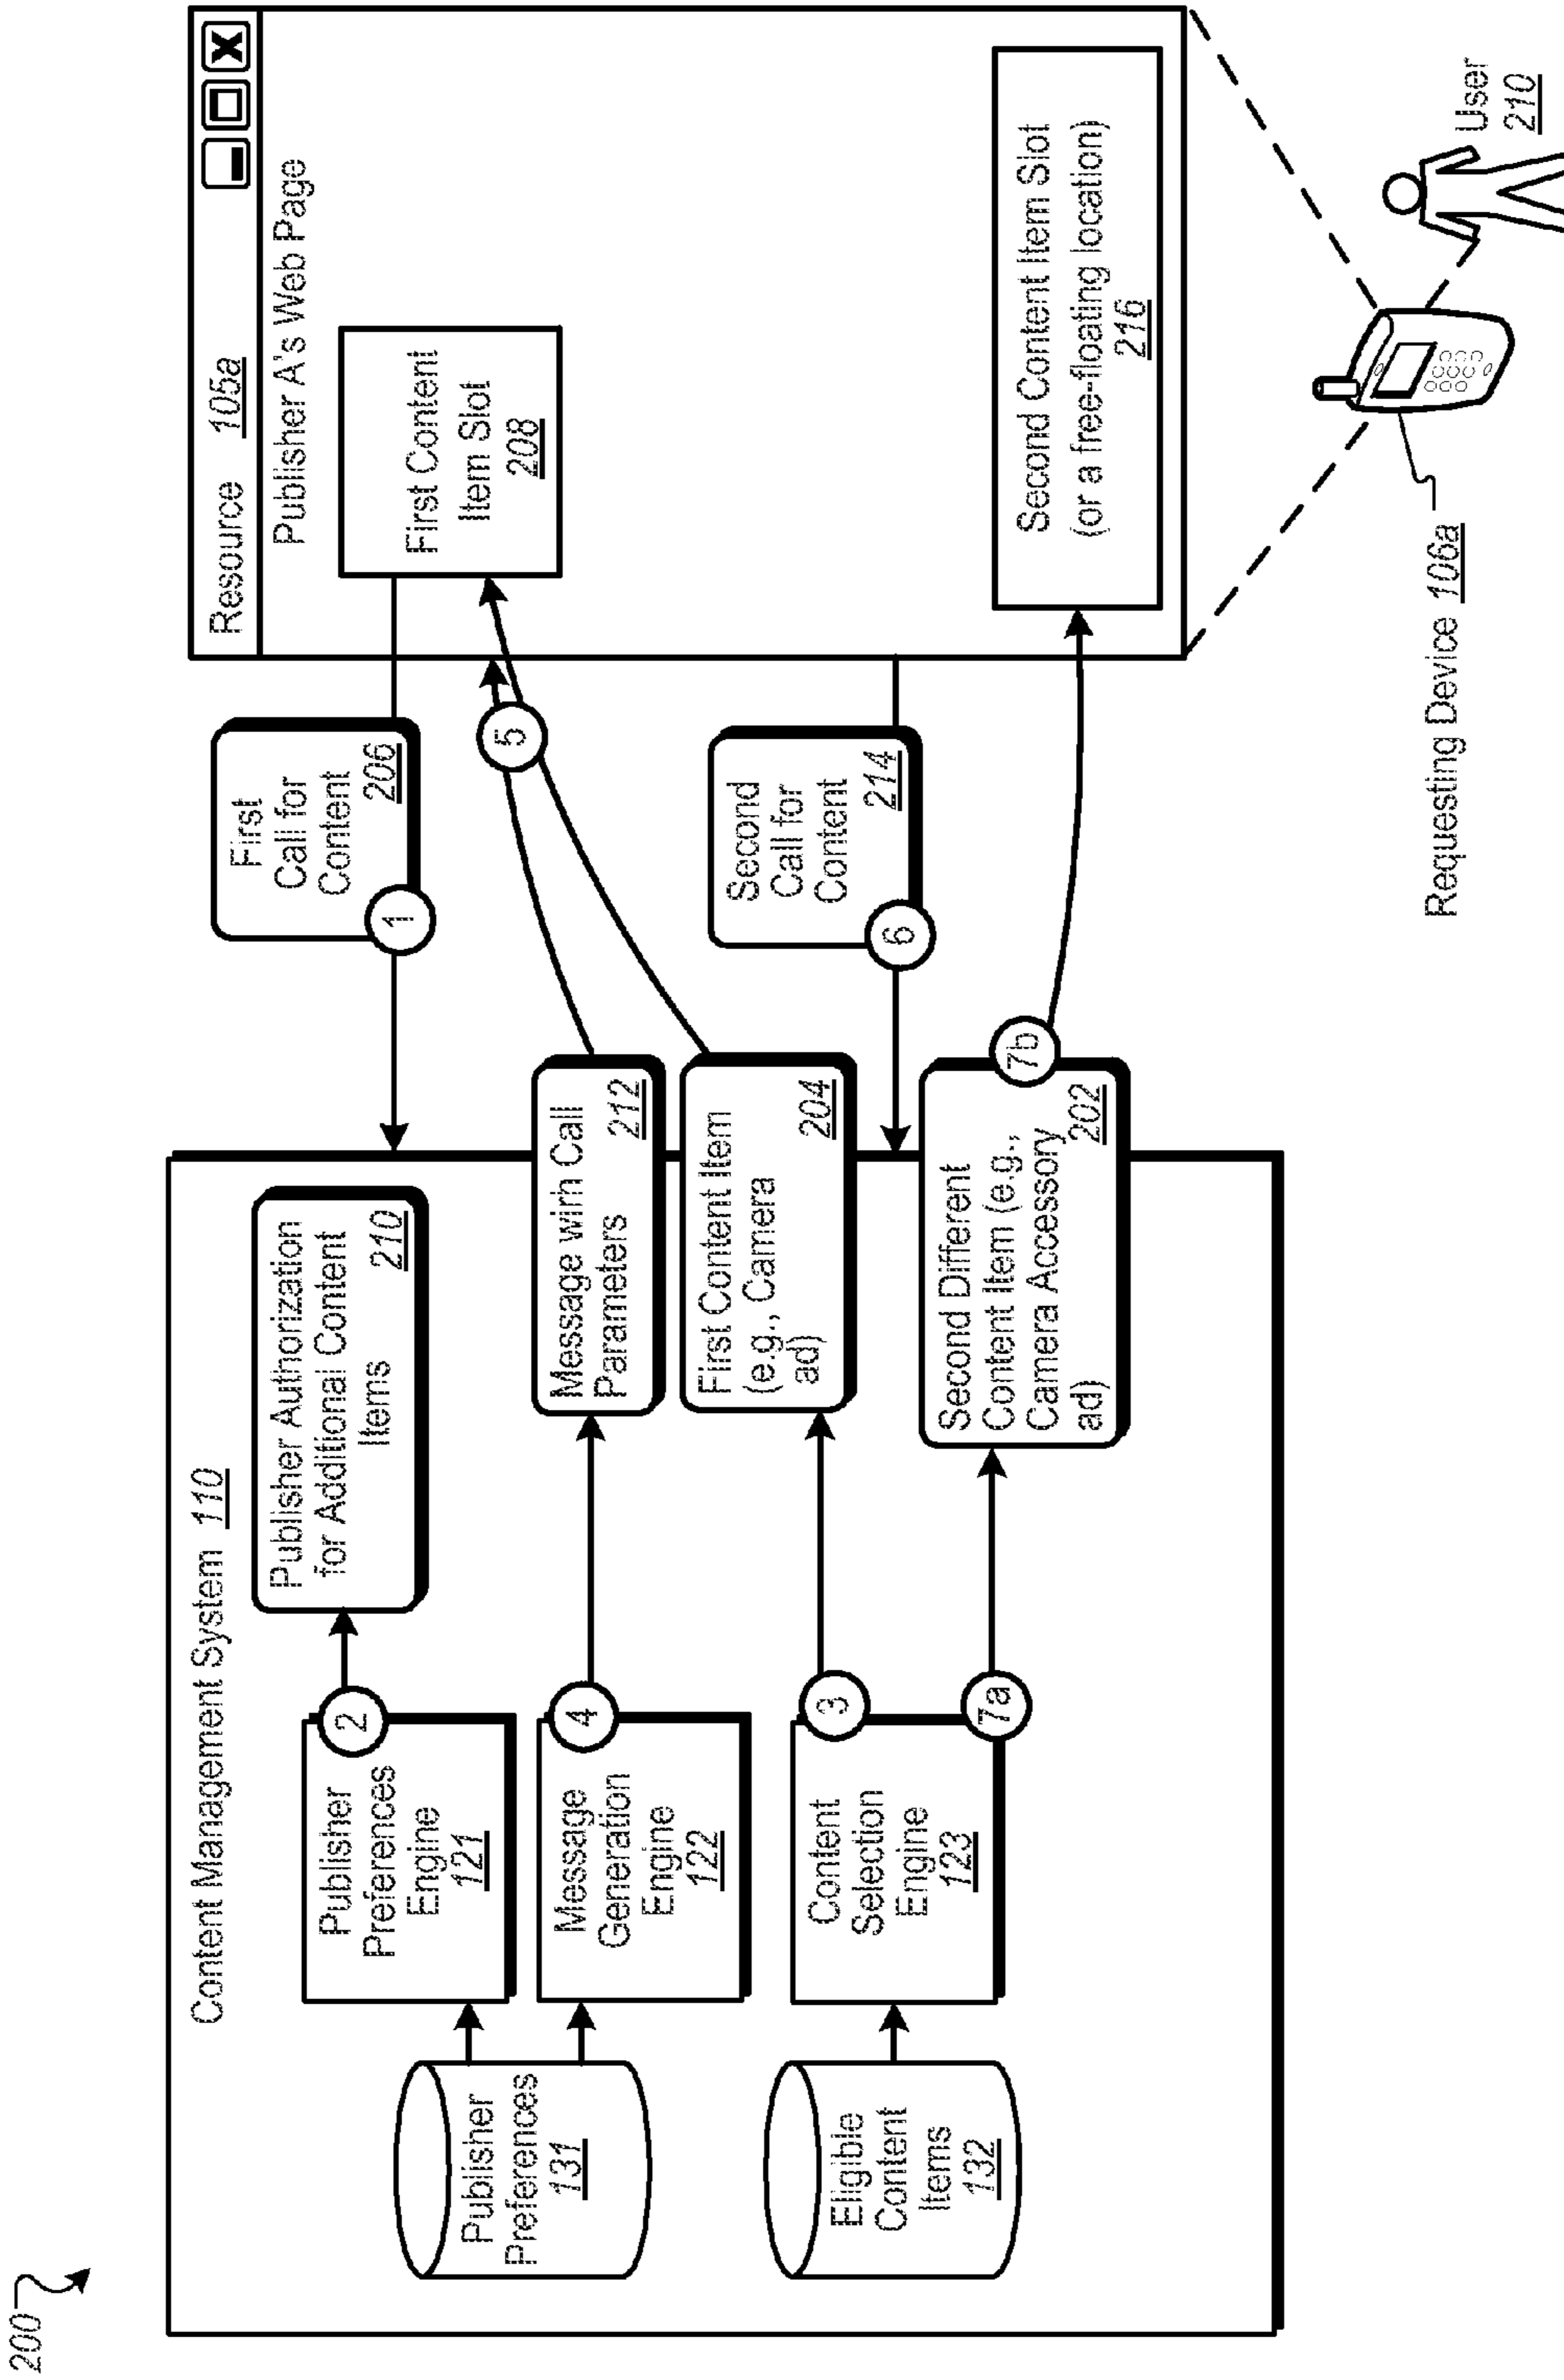 200
Content Management System 110
Publisher
Preferences
131
Eligible
Content
Items
132
Publisher
Preferences
Engine
121
2
Message
Generation
Engine
122
4
Content
Selection
Engine
123
3
7a
Publisher Authorization
for Additional Content
Items 210
Message wirh Call
Parameters 212
First Content Item
(e.g., Camera
ad) 204
Second Different
Content Item (e.g.,
Camera Accessory
ad) 202
7b
First
Call for
Content
206
1
5
Second
Call for
Content
214
6
Resource 105a
Publisher A's Web Page
First Content
Item Slot
208
Second Content Item Slot
(or a free-floating location)
216
Requesting Device 106a
User
210